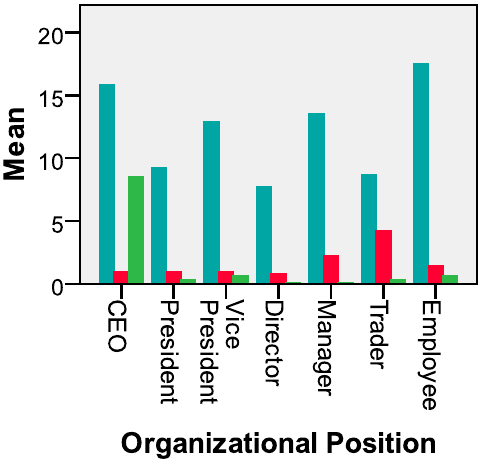 20
15
10
5
0
Mean
CEO
President
Vice
President
Director
Manager
Trader
Employee
Organizational Position